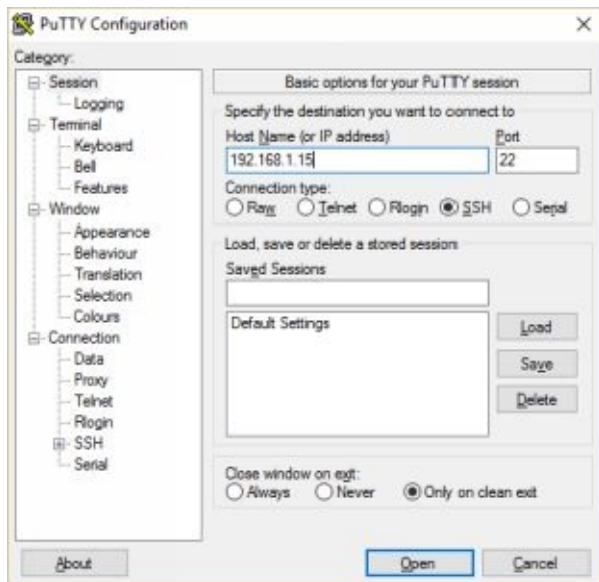 PuTTY Configuration
Category:
Session
Logging
Terminal
Keyboard
Bell
Features
Window
Appearance
Behaviour
Translation
Selection
Colours
Connection
Data
Proxy
Telnet
Rlogin
SSH
Serial
Basic options for your PuTTY session
Specify the destination you want to connect to
Host Name (or IP address) Port
192.168.1.15 22
Connection type:
Raw Telnet Rlogin SSH Serial
Load, save or delete a stored session
Saved Sessions
Default Settings
Load
Save
Delete
Close window on exit:
Always Never Only on clean exit
About Open Cancel